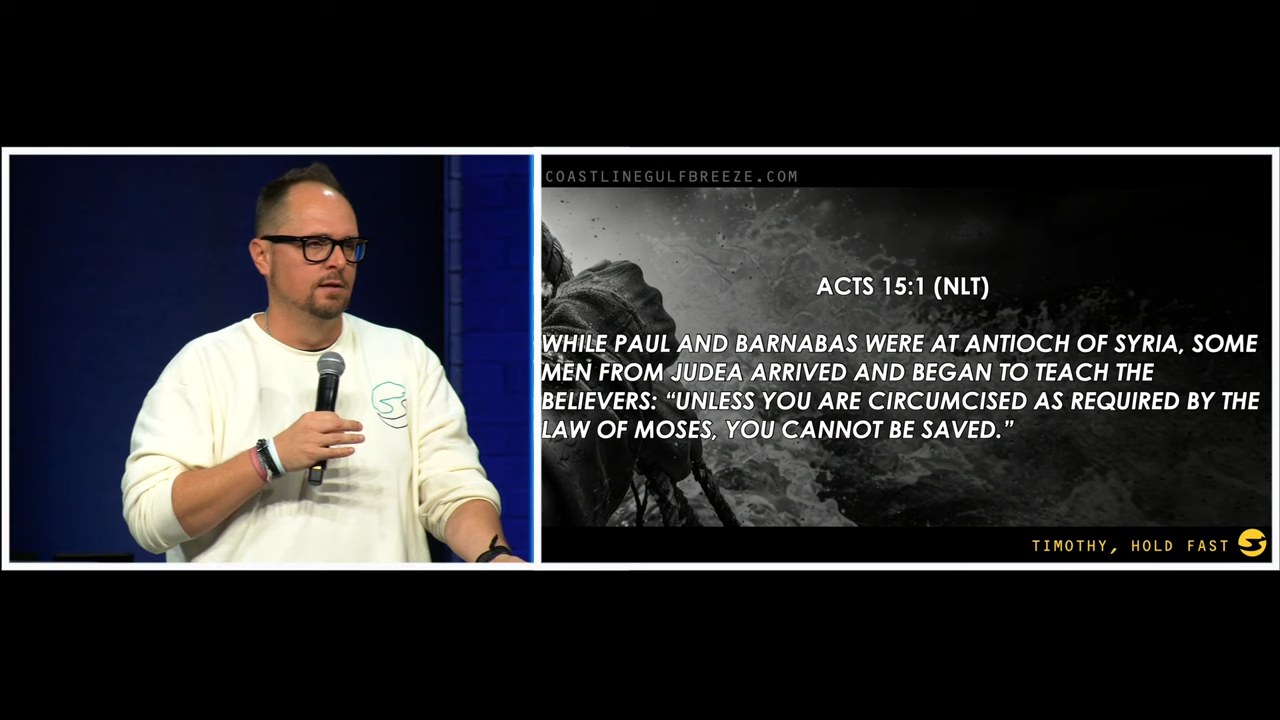 COASTLINEGULFBREEZE.COM
ACTS 15:1 (NLT)
WHILE PAUL AND BARNABAS WERE AT ANTIOCH OF SYRIA, SOME
MEN FROM JUDEA ARRIVED AND BEGAN TO TEACH THE
BELIEVERS: “UNLESS YOU ARE CIRCUMCISED AS REQUIRED BY THE
LAW OF MOSES, YOU CANNOT BE SAVED.”
TIMOTHY, HOLD FAST